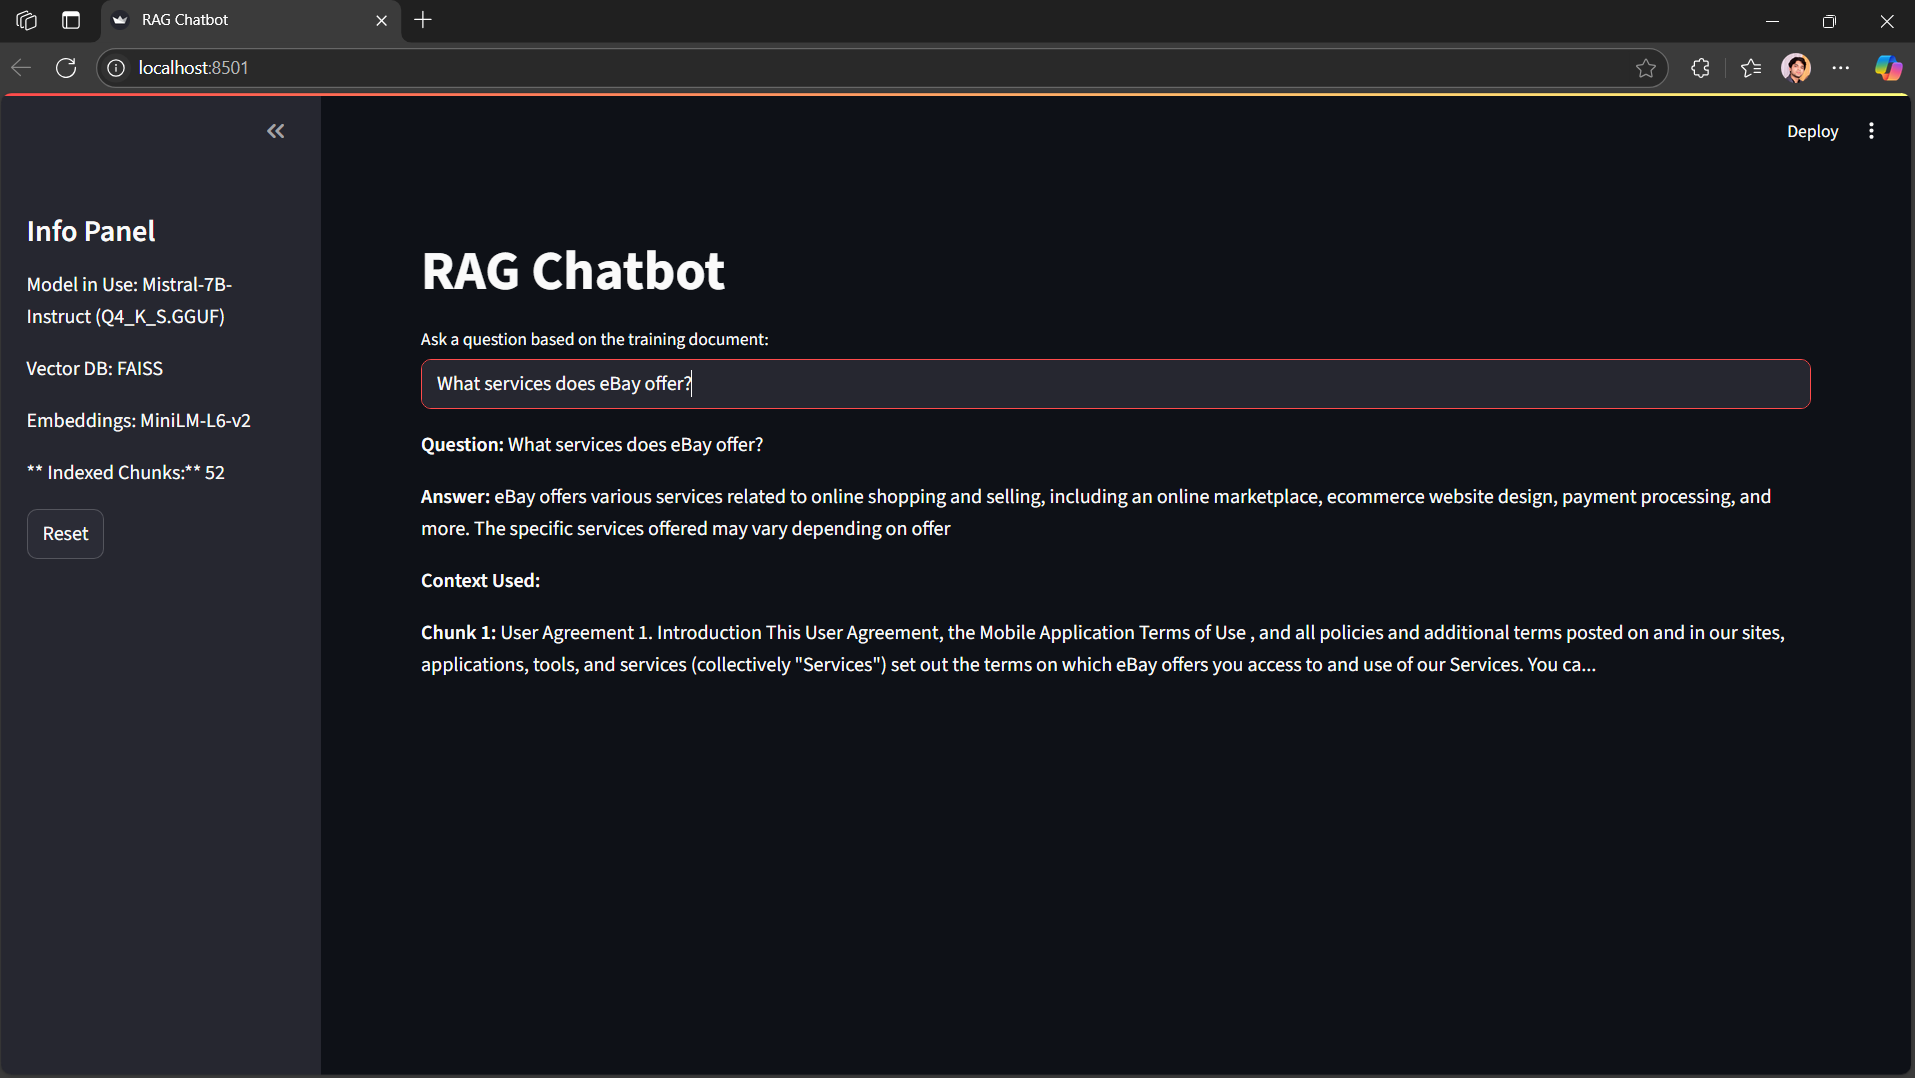 RAG Chatbot
localhost:8501
Deploy
Info Panel
Model in Use: Mistral-7B-
Instruct (Q4_K_S.GGUF)
Vector DB: FAISS
Embeddings: MiniLM-L6-v2
** Indexed Chunks:** 52
Reset
RAG Chatbot
Ask a question based on the training document:
What services does eBay offer?
Question: What services does eBay offer?
Answer: eBay offers various services related to online shopping and selling, including an online marketplace, ecommerce website design, payment processing, and
more. The specific services offered may vary depending on offer
Context Used:
Chunk 1: User Agreement 1. Introduction This User Agreement, the Mobile Application Terms of Use , and all policies and additional terms posted on and in our sites,
applications, tools, and services (collectively "Services") set out the terms on which eBay offers you access to and use of our Services. You ca...